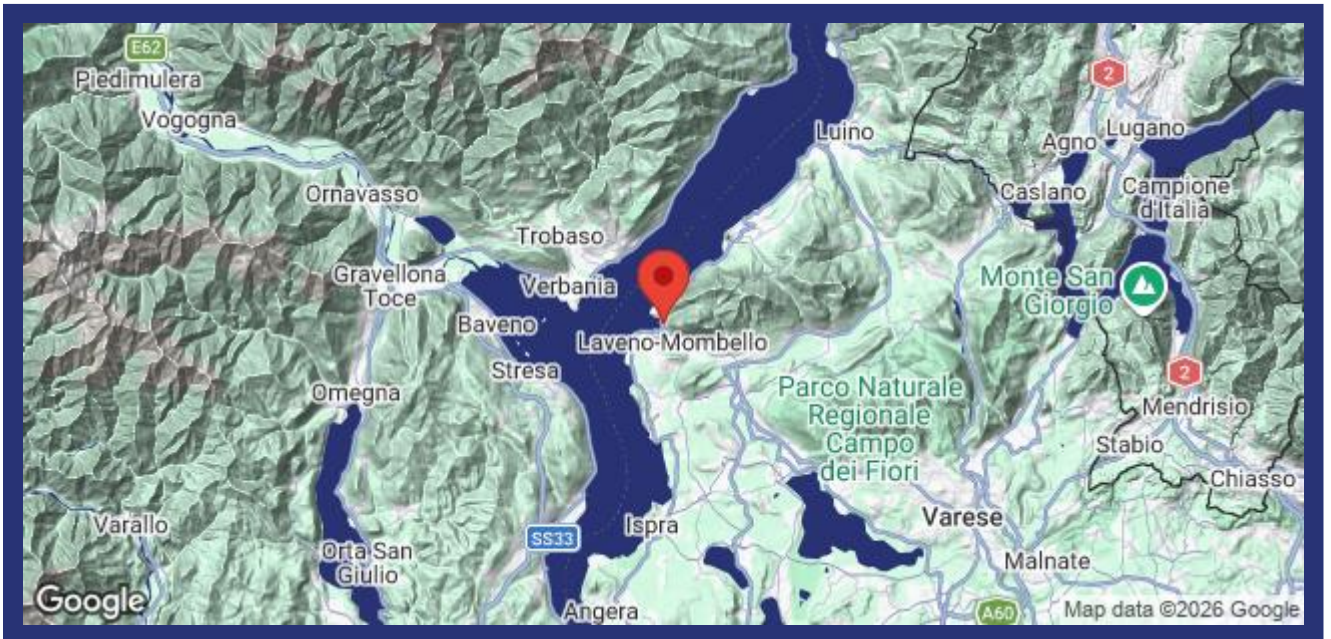 E62
Piedimulera
Vogogna
2
Luino
Agno
Lugano
Ornavasso
Caslano
Campione
d'Italia
Trobaso
Gravellona
Toce
Verbania
Monte San
Giorgio
Baveno
Laveno-Mombello
Stresa
Omegna
Parco Naturale
Regionale
Campo
dei Fiori
2
Mendrisio
Stabio
Chiasso
Varallo
Ispra
Varese
SS33
Orta San
Giulio
Malnate
Google
Angera
A60
Map data ©2026 Google